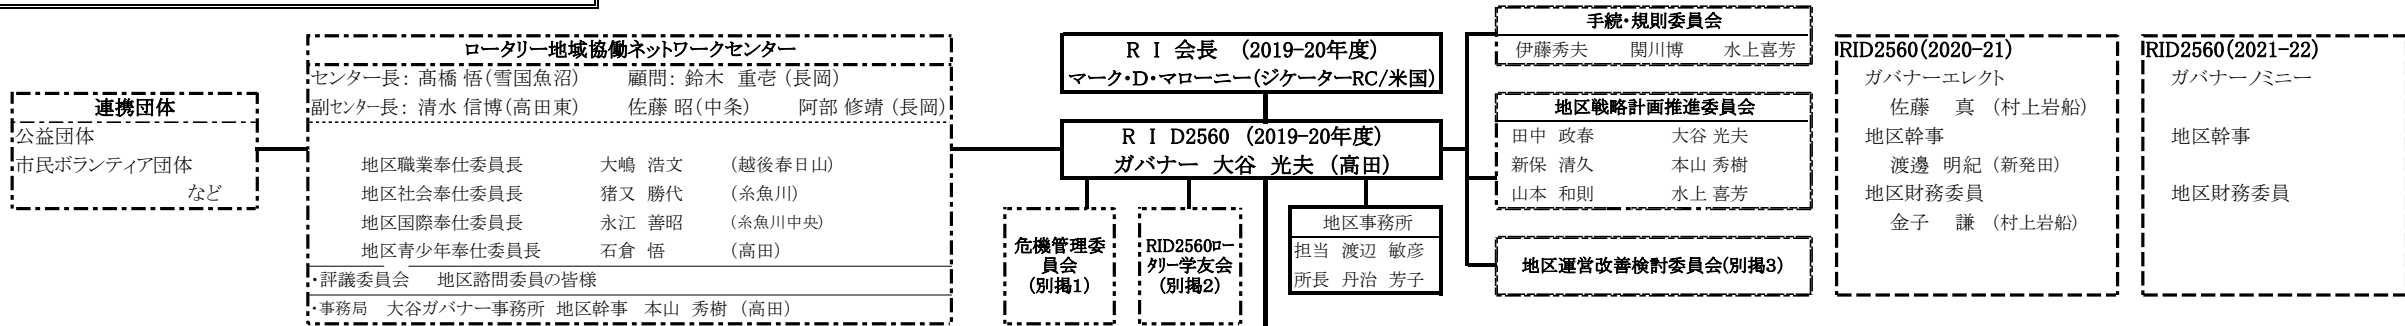 連携団体
公益団体
市民ボランティア団体
など
ロータリー地域協働ネットワークセンター
センター長： 髙橋 悟（雪国魚沼）　顧問： 鈴木 重壱（長岡）
副センター長： 清水 信博（高田東）　佐藤 昭（中条）　阿部 修靖（長岡）
地区職業奉仕委員長　大嶋 浩文　（越後春日山）
地区社会奉仕委員長　猪又 勝代　（糸魚川）
地区国際奉仕委員長　永江 善昭　（糸魚川中央）
地区青少年奉仕委員長　石倉 悟　（高田）
・評議委員会　地区諮問委員の皆様
・事務局　大谷ガバナー事務所 地区幹事 本山 秀樹（高田）
ＲＩ会長　（2019-20年度）
マーク・Ｄ・マローニー（ジケーターRC/米国）
ＲＩD2560　（2019-20年度）
ガバナー 大谷 光夫（高田）
危機管理委
員会
（別掲１）
RID2560ロー
タリー学友会
（別掲２）
地区事務所
担当 渡辺 敏彦
所長 丹治 芳子
手続・規則委員会
伊藤秀夫　関川博　水上喜芳
地区戦略計画推進委員会
田中 政春　大谷 光夫
新保 清久　本山 秀樹
山本 和則　水上 喜芳
地区運営改善検討委員会（別掲３）
RID2560（2020-21）
ガバナーエレクト
佐藤 真（村上岩船）
地区幹事
渡邊 明紀（新発田）
地区財務委員
金子 謙（村上岩船）
RID2560（2021-22）
ガバナーノミニー
地区幹事
地区財務委員